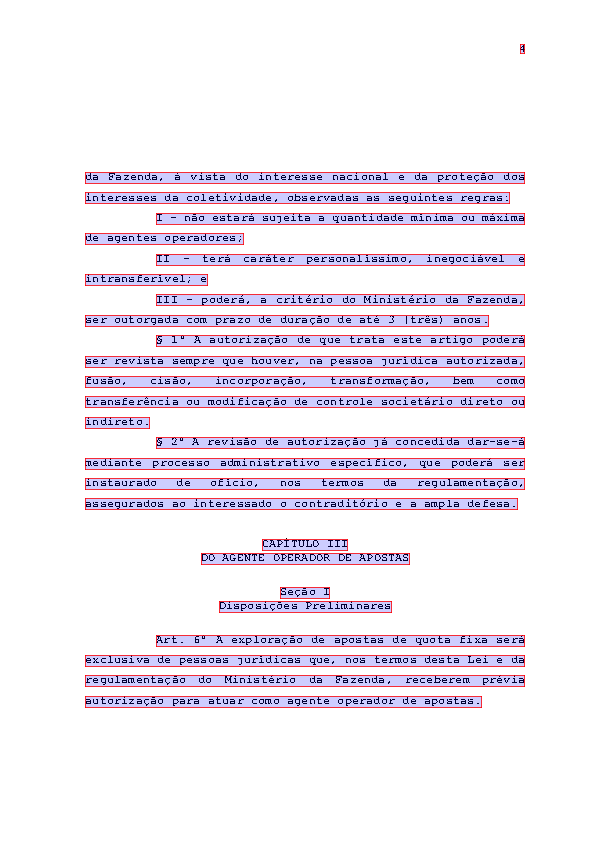 4
da Fazenda, à vista do interesse nacional e da proteção dos
interesses da coletividade, observadas as seguintes regras:
I – não estará sujeita a quantidade mínima ou máxima
de agentes operadores;
II – terá caráter personalíssimo, inegociável e
intransferível; e
III – poderá, a critério do Ministério da Fazenda,
ser outorgada com prazo de duração de até 3 (três) anos.
§ 1º A autorização de que trata este artigo poderá
ser revista sempre que houver, na pessoa jurídica autorizada,
fusão, cisão, incorporação, transformação, bem como
transferência ou modificação de controle societário direto ou
indireto.
§ 2º A revisão de autorização já concedida dar-se-á
mediante processo administrativo específico, que poderá ser
instaurado de ofício, nos termos da regulamentação,
assegurados ao interessado o contraditório e a ampla defesa.
CAPÍTULO III
DO AGENTE OPERADOR DE APOSTAS
Seção I
Disposições Preliminares
Art. 6º A exploração de apostas de quota fixa será
exclusiva de pessoas jurídicas que, nos termos desta Lei e da
regulamentação do Ministério da Fazenda, receberem prévia
autorização para atuar como agente operador de apostas.